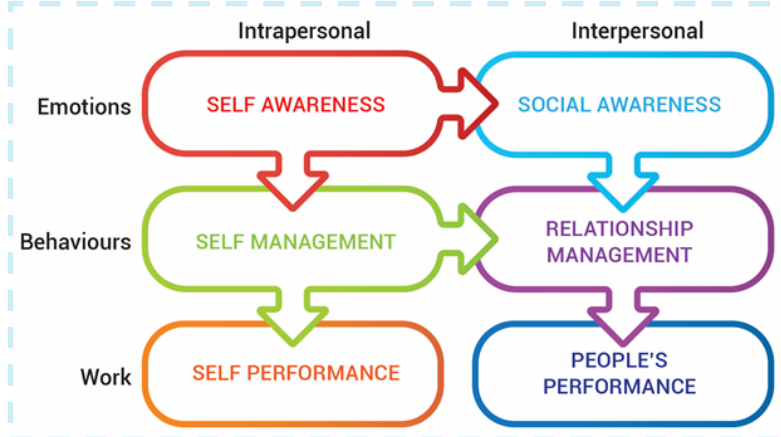 Intrapersonal
Interpersonal
Emotions
SELF AWARENESS
SOCIAL AWARENESS
Behaviours
SELF MANAGEMENT
RELATIONSHIP
MANAGEMENT
Work
SELF PERFORMANCE
PEOPLE'S
PERFORMANCE